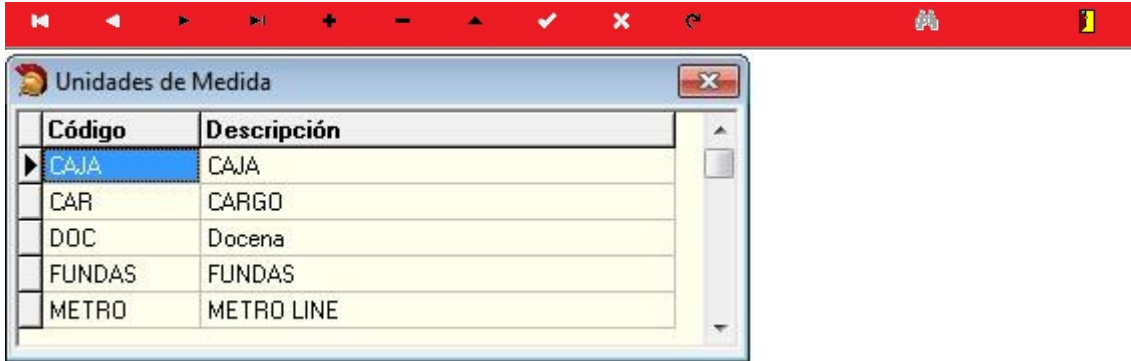 Unidades de Medida
Código Descripción
CAJA CAJA
CAR CARGO
DOC Docena
FUNDAS FUNDAS
METRO METRO LINE